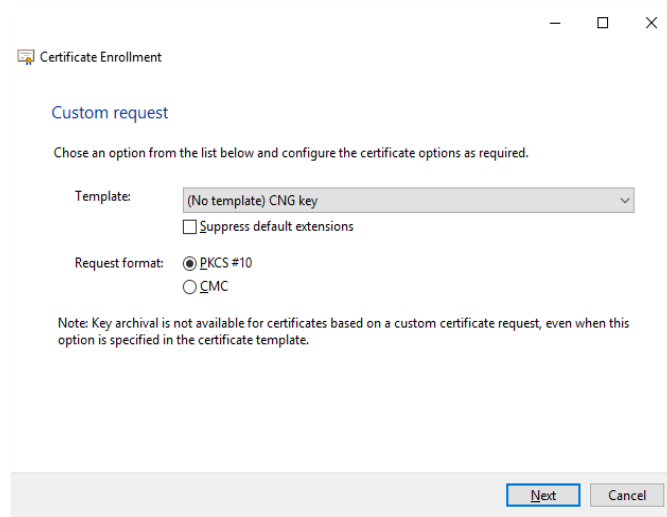 Certificate Enrollment
Custom request
Chose an option from the list below and configure the certificate options as required.
Template:
(No template) CNG key
Suppress default extensions
Request format:
PKCS #10
CMC
Note: Key archival is not available for certificates based on a custom certificate request, even when this
option is specified in the certificate template.
Next
Cancel